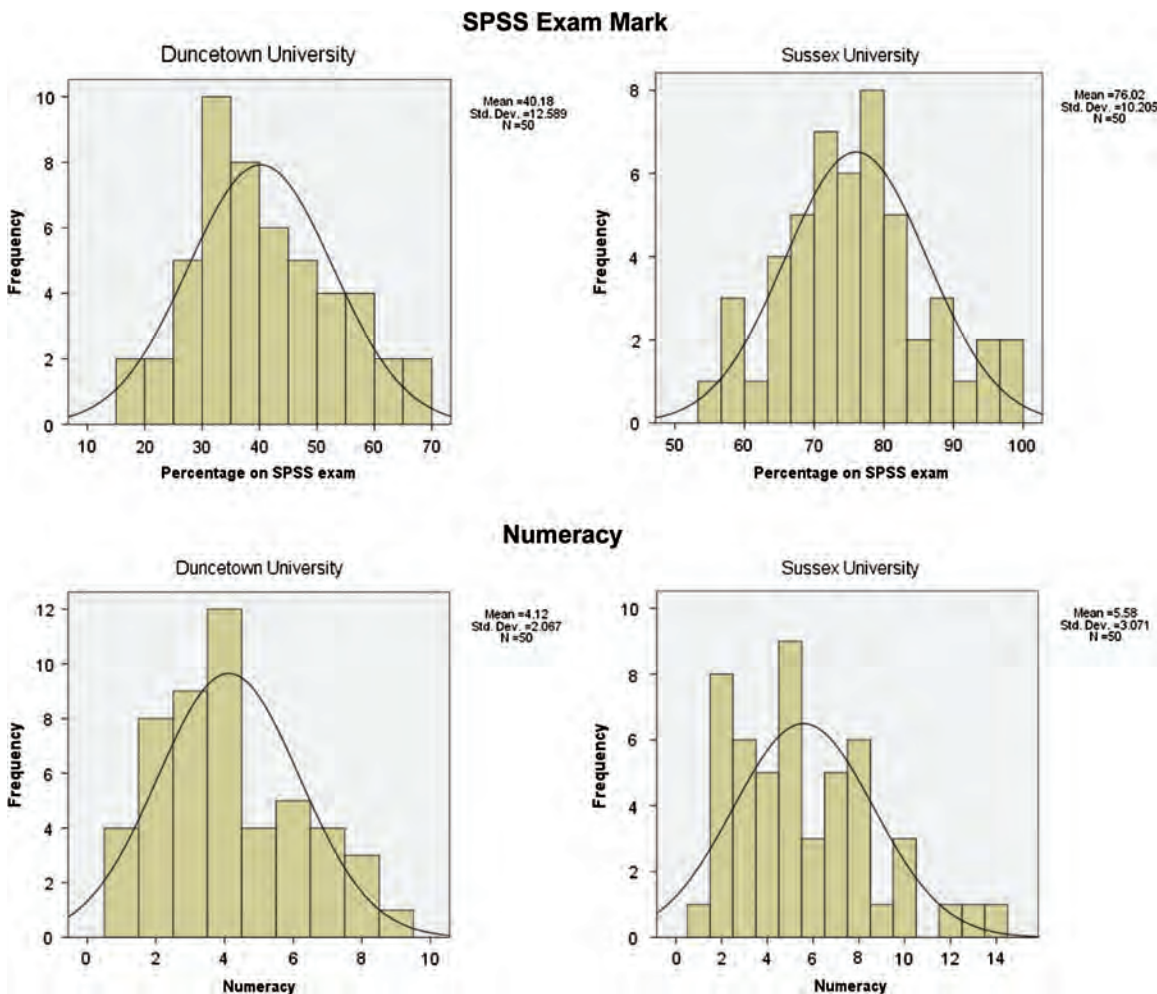 SPSS Exam Mark
Duncetown University
Mean =40.18
Std. Dev. =12.589
N =50
10
8
6
4
2
0
Frequency
10 20 30 40 50 60 70
Percentage on SPSS exam
Sussex University
Mean =76.02
Std. Dev. =10.205
N =50
8
6
4
2
0
Frequency
50 60 70 80 90 100
Percentage on SPSS exam
Numeracy
Duncetown University
Mean =4.12
Std. Dev. =2.067
N =50
12
10
8
6
4
2
0
Frequency
0 2 4 6 8 10
Numeracy
Sussex University
Mean =5.58
Std. Dev. =3.071
N =50
10
8
6
4
2
0
Frequency
0 2 4 6 8 10 12 14
Numeracy